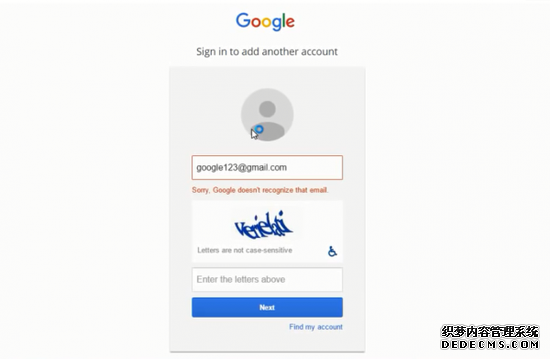 Google
Sign in to add another account
google123@gmail.com
Sorry, Google doesn't recognize that email.
Letters are not case-sensitive
Enter the letters above
Next
Find my account
织梦内容管理系统
DEDECMS.COM